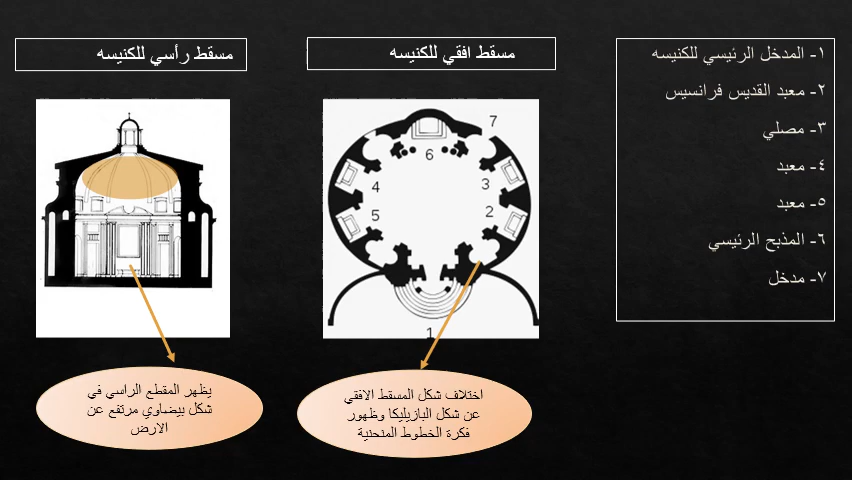 مسقط رأسي للكنيسه
مسقط افقي للكنيسه
١- المدخل الرئيسي للكنيسه
٢- معبد القديس فرانسيس
٣- مصلي
٤- معبد
٥- معبد
٦- المذبح الرئيسي
٧- مدخل
7
6
4
3
5
2
1
يظهر المقطع الراسي في
شكل بيضاوي مرتفع عن
الارض
اختلاف شكل المسقط الافقي
عن شكل البازيليكا وظهور
فكرة الخطوط المنحنية